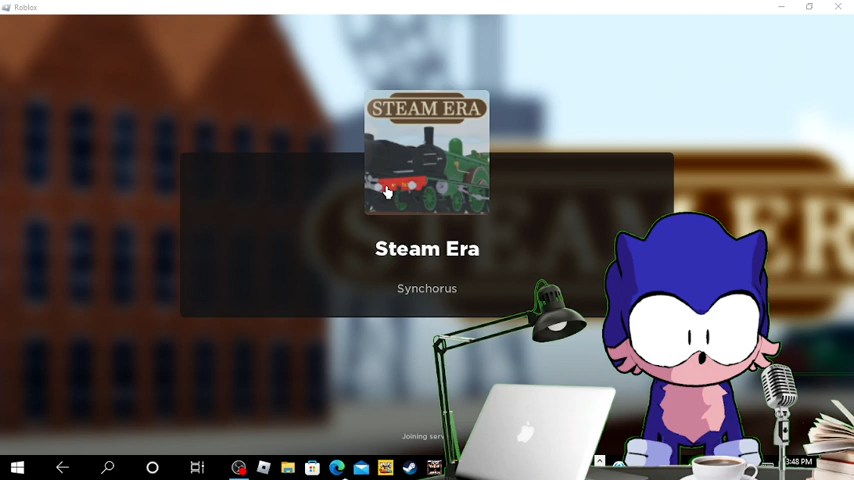 Roblox
STEAM ERA
Steam Era
Synchorus
Joining serv
3:48 PM